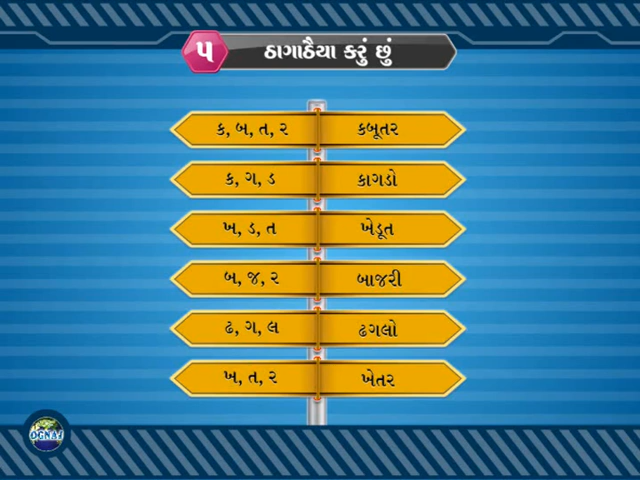 ૫ ઠાગાઠૈયા કરું છું
ક, બ, ત, ર કબૂતર
ક, ગ, ડ કાગડો
ખ, ડ, ત ખેડૂત
બ, જ, ર બાજરી
ઢ, ગ, લ ઢગલો
ખ, ત, ર ખેતર